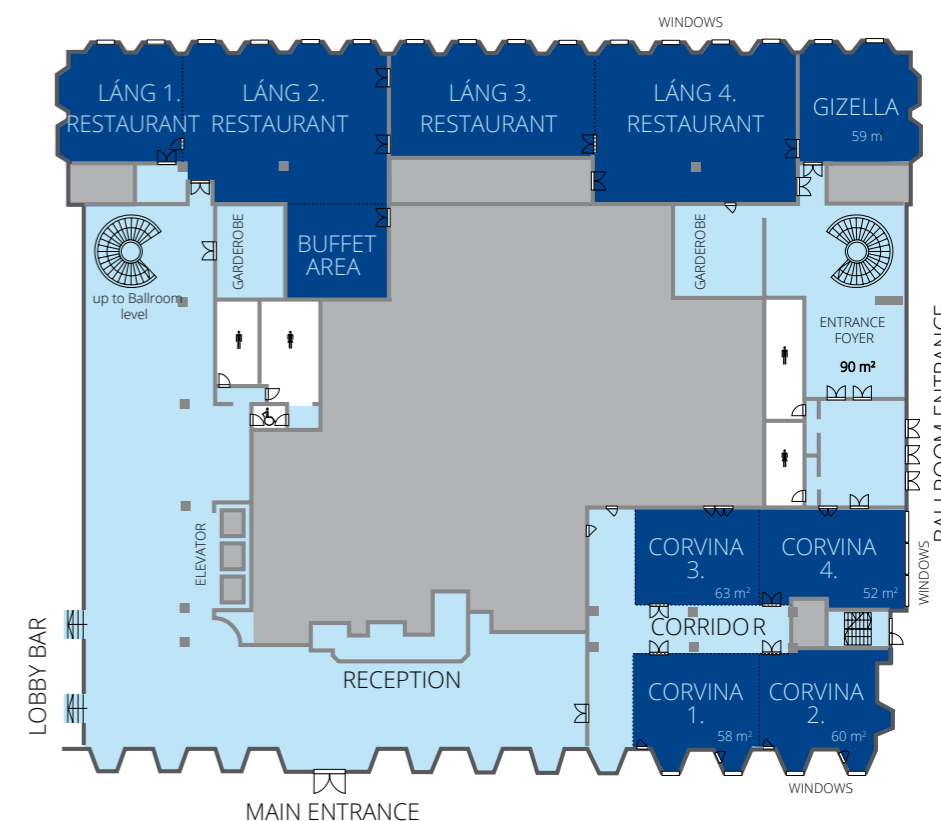 WINDOWS
LÁNG 1.
RESTAURANT
LÁNG 2.
RESTAURANT
LÁNG 3.
RESTAURANT
LÁNG 4.
RESTAURANT
GIZELLA
59 m²
GARDEROBE
BUFFET
AREA
GARDEROBE
up to Ballroom
level
ENTRANCE
FOYER
90 m²
BALLROOM ENTRANCE
ELEVATOR
CORVINA
3.
63 m²
CORVINA
4.
52 m²
WINDOWS
CORRIDOR
LOBBY BAR
RECEPTION
CORVINA
1.
58 m²
CORVINA
2.
60 m²
WINDOWS
MAIN ENTRANCE